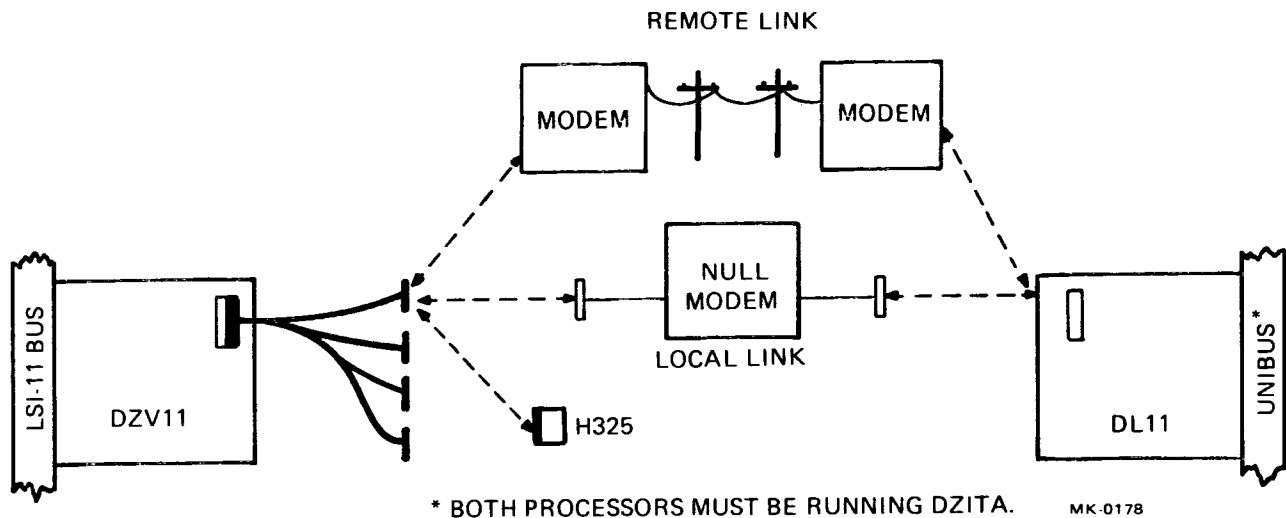 REMOTE LINK
MODEM
MODEM
NULL
MODEM
LOCAL LINK
LSI-11 BUS
DZV11
H325
DL11
UNIBUS*
* BOTH PROCESSORS MUST BE RUNNING DZITA.
MK-0178